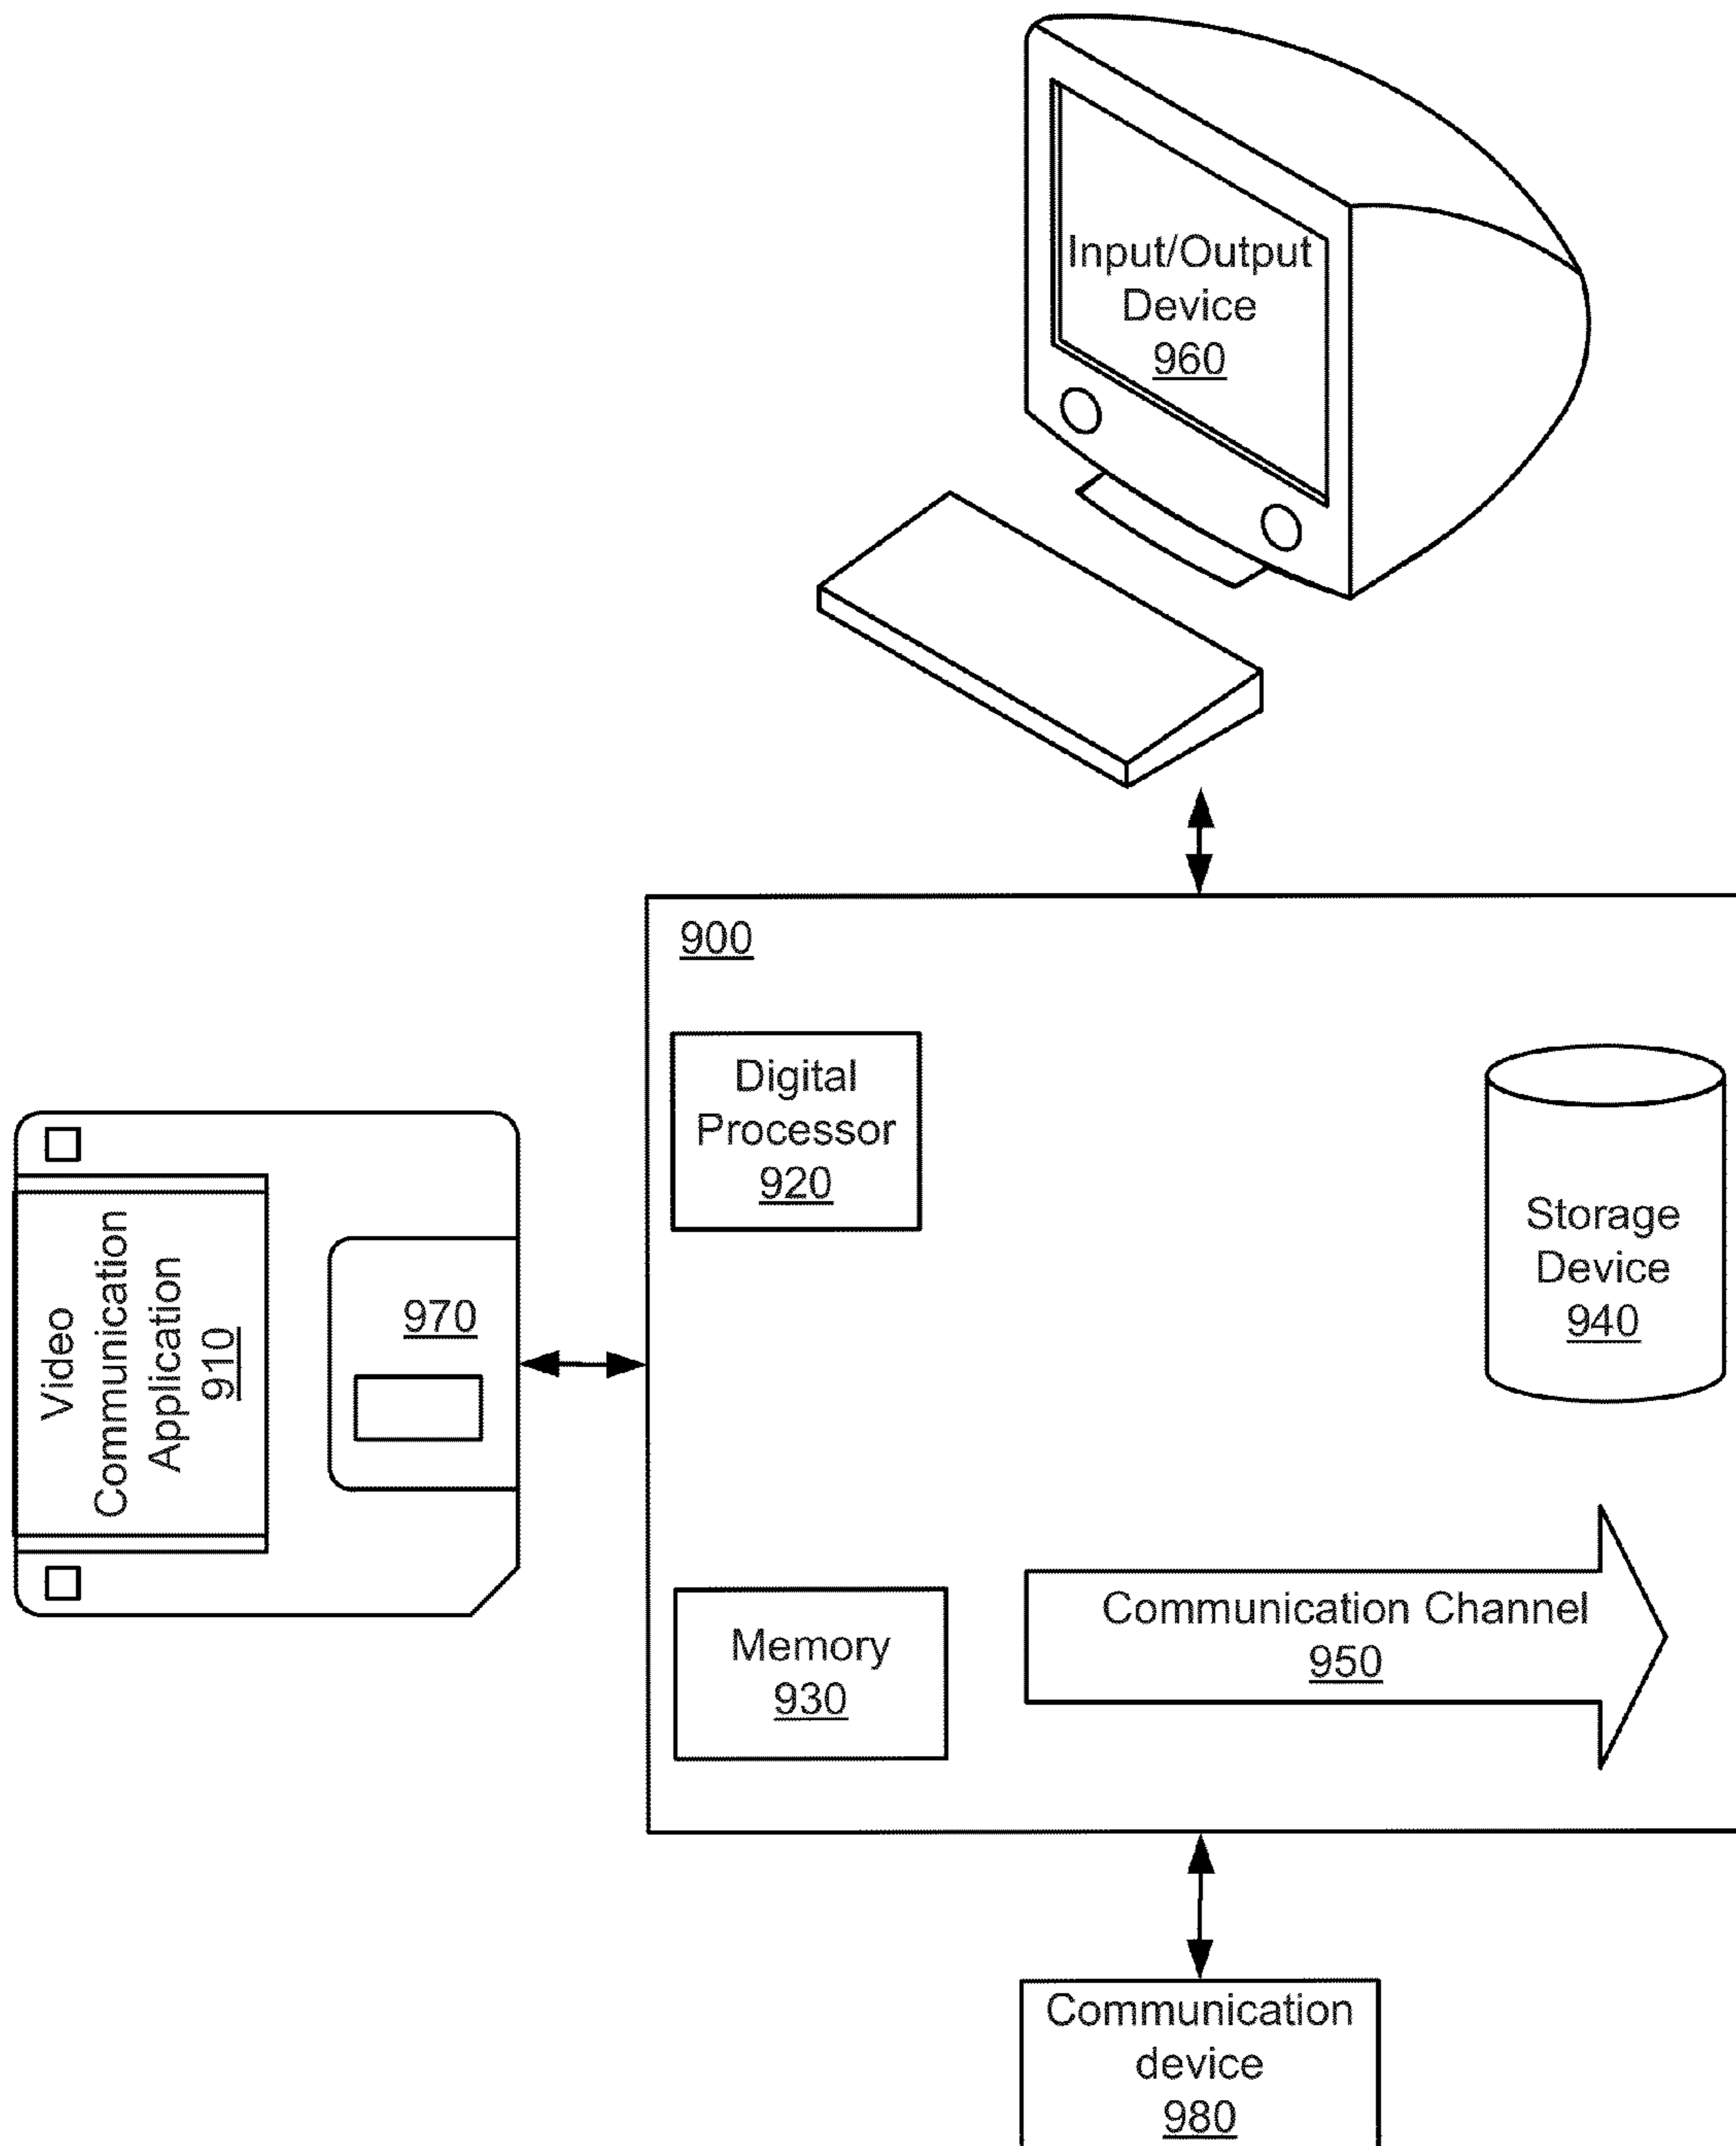 Input/Output
Device
960
900
Digital
Processor
920
Storage
Device
940
Video
Communication
Application
910
970
Memory
930
Communication Channel
950
Communication
device
980